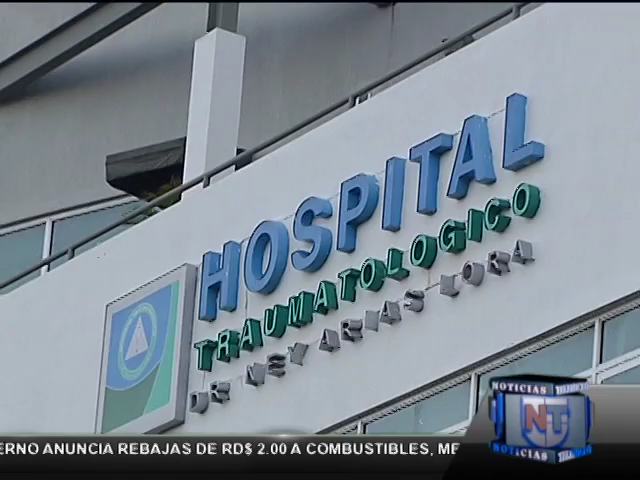 HOSPITAL
TRAUMATOLOGICO
DR NEY ARIAS LORA
NOTICIAS
NT
NOTICIAS
ERNO ANUNCIA REBAJAS DE RD$ 2.00 A COMBUSTIBLES, ME